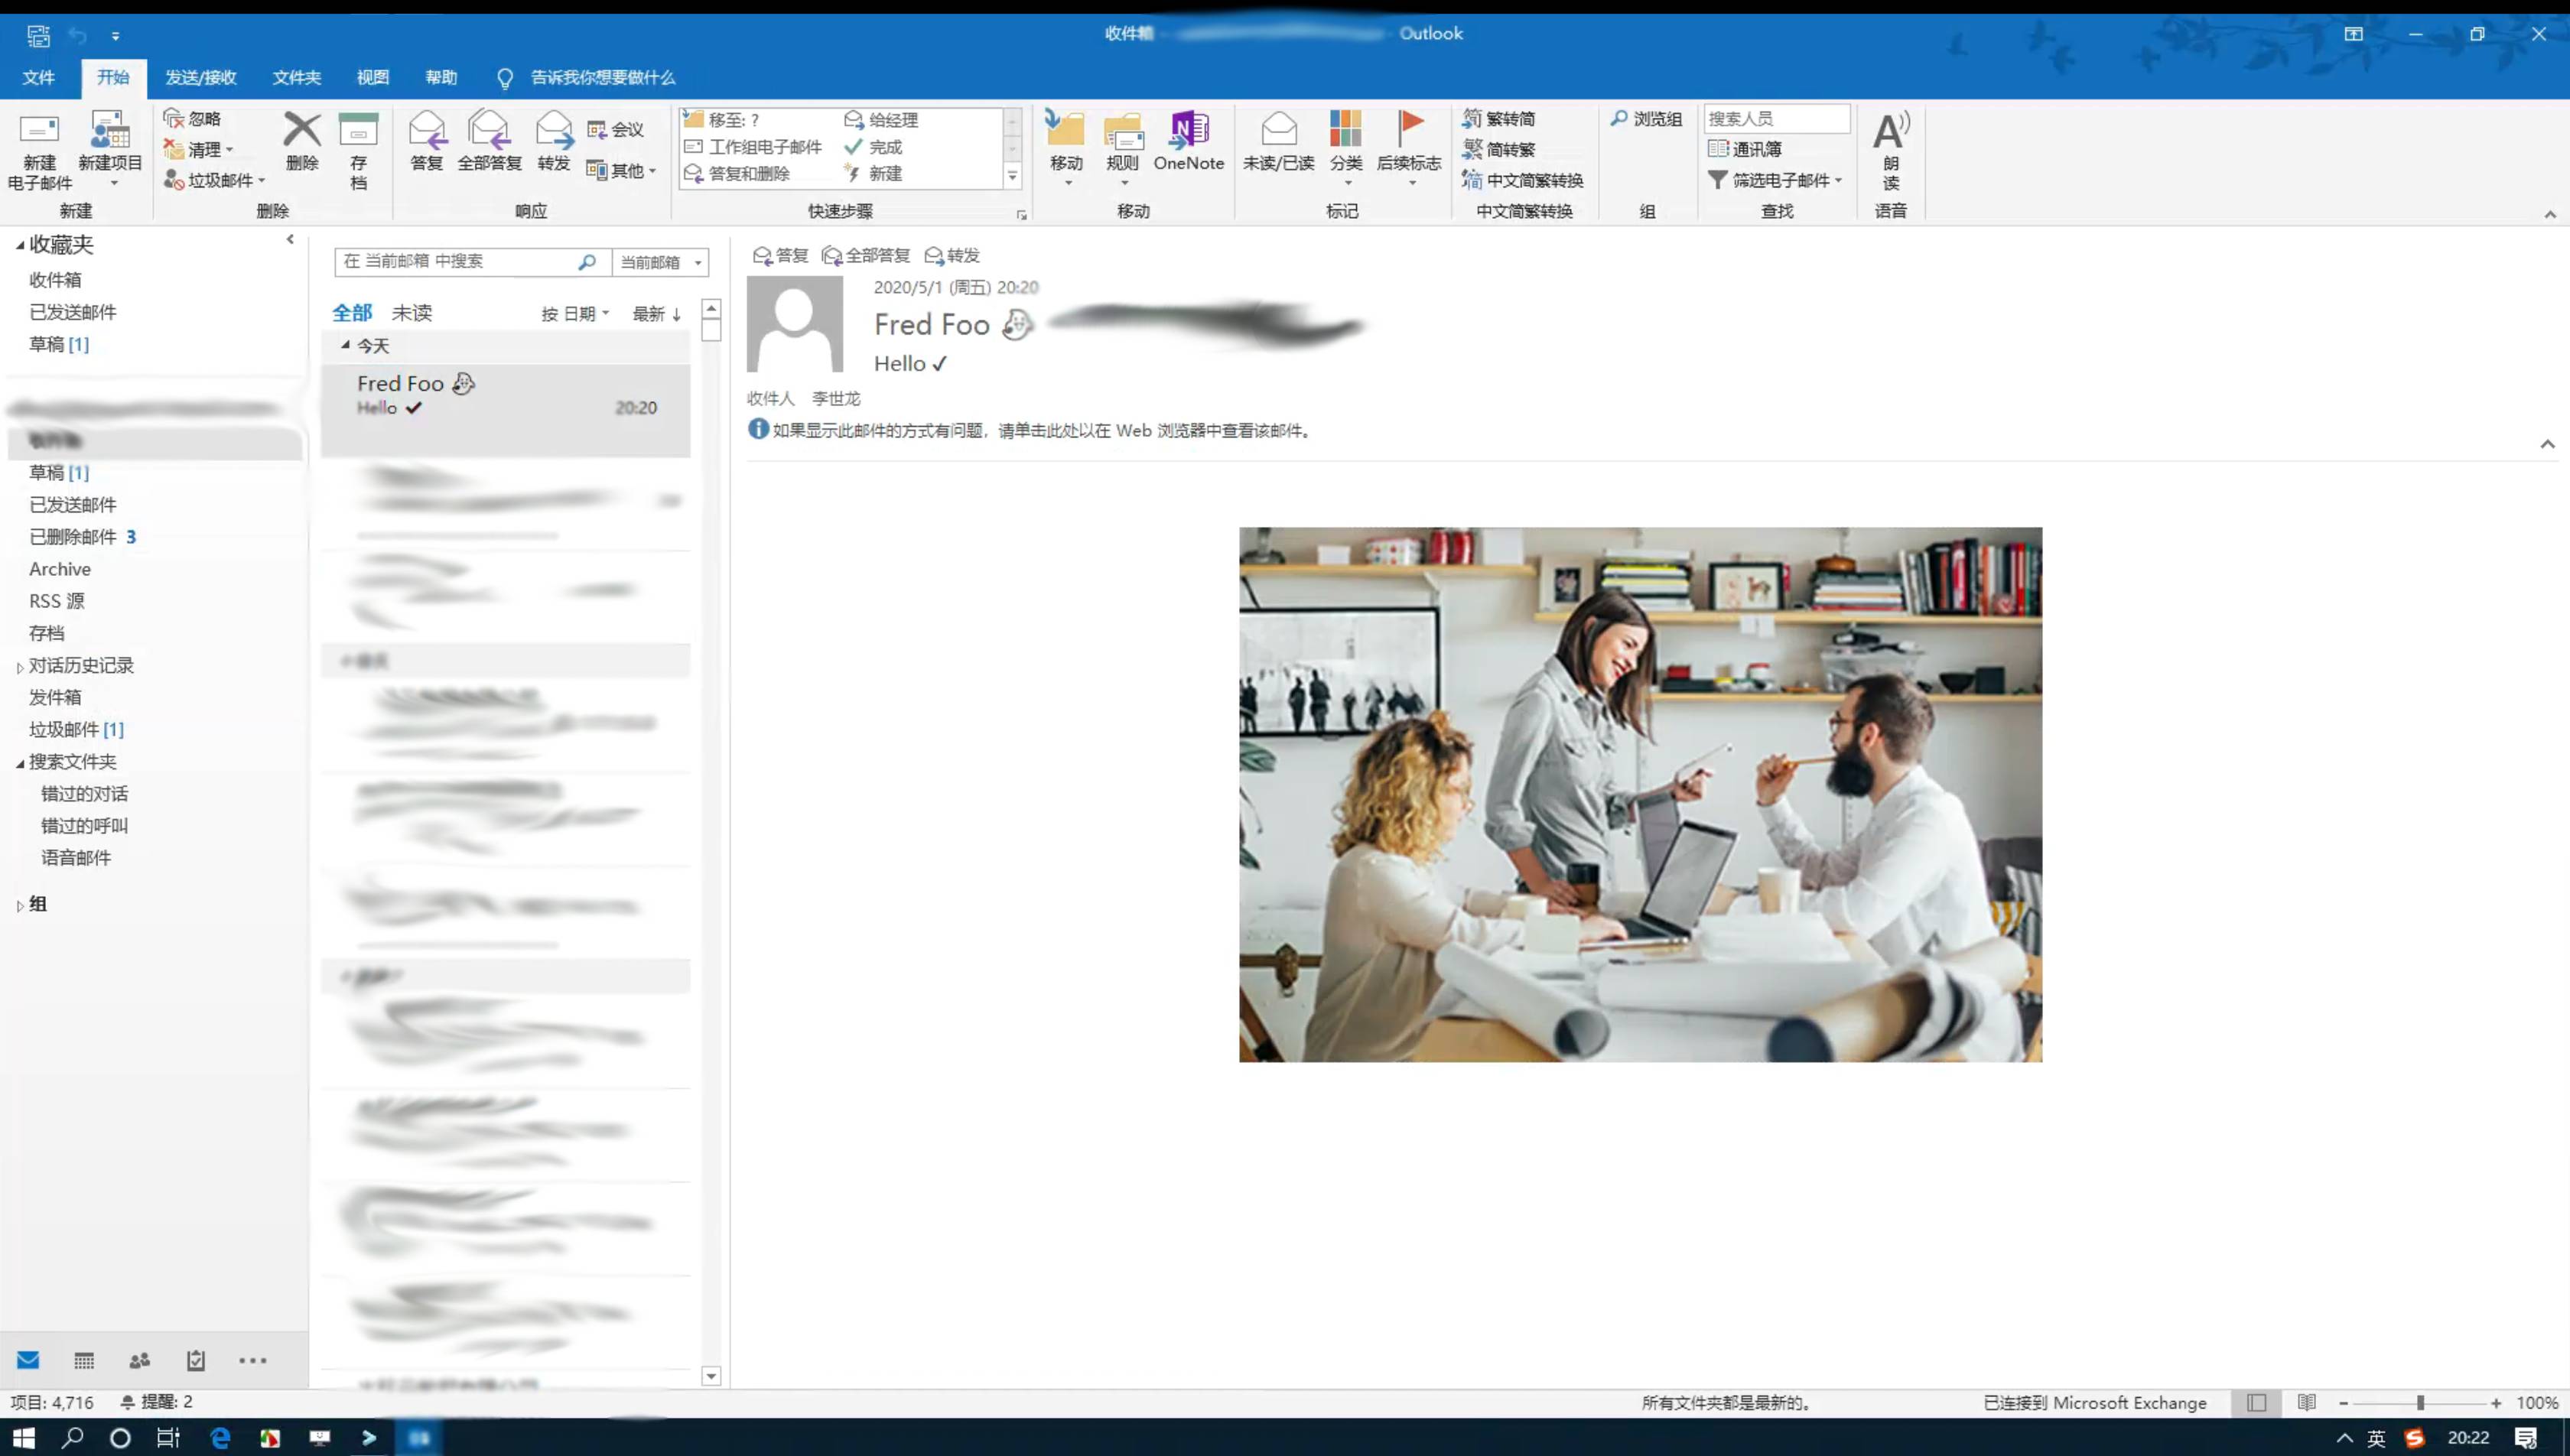 收件箱 - Outlook
文件 开始 发送/接收 文件夹 视图 帮助 告诉我你想要做什么
新建电子邮件 新建项目
忽略
清理
垃圾邮件
删除 存档
答复 全部答复 转发
会议
其他
移至: ? 给经理
工作组电子邮件 完成
答复和删除 新建
移动 规则 OneNote
未读/已读 分类 后续标志
繁转简
简转繁
中文简繁转换
浏览组
搜索人员
通讯簿
筛选电子邮件
朗读
新建 删除 响应 快速步骤 移动 标记 中文简繁转换 组 查找 语音
收藏夹
收件箱
已发送邮件
草稿 [1]
草稿 [1]
已发送邮件
已删除邮件 3
Archive
RSS 源
存档
对话历史记录
发件箱
垃圾邮件 [1]
搜索文件夹
错过的对话
错过的呼叫
语音邮件
组
在 当前邮箱 中搜索 当前邮箱
全部 未读 按 日期 最新 ↓
今天
Fred Foo
Hello ✔ 20:20
答复 全部答复 转发
2020/5/1 (周五) 20:20
Fred Foo
Hello ✔
收件人 李世龙
如果显示此邮件的方式有问题，请单击此处以在 Web 浏览器中查看该邮件。
项目: 4,716 提醒: 2 所有文件夹都是最新的。 已连接到 Microsoft Exchange 100%
英 20:22